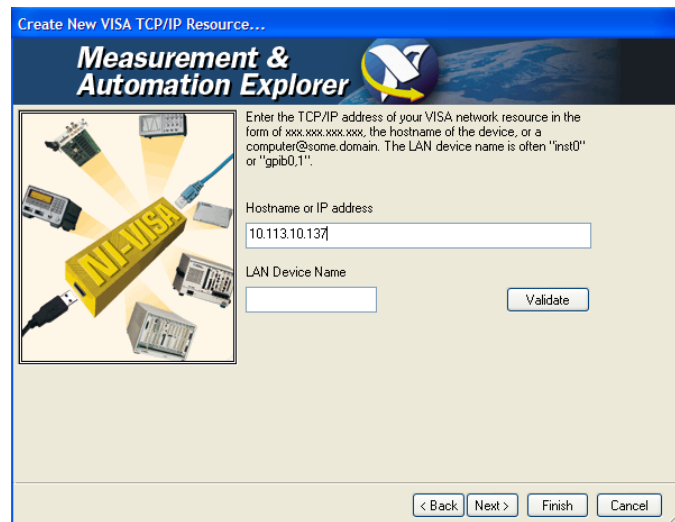 Create New VISA TCP/IP Resource...
Measurement &
Automation Explorer
Enter the TCP/IP address of your VISA network resource in the
form of xxx.xxx.xxx.xxx, the hostname of the device, or a
computer@some.domain. The LAN device name is often "inst0"
or "gpib0,1".
NI-VISA
Hostname or IP address
10.113.10.137
LAN Device Name
Validate
< Back
Next >
Finish
Cancel